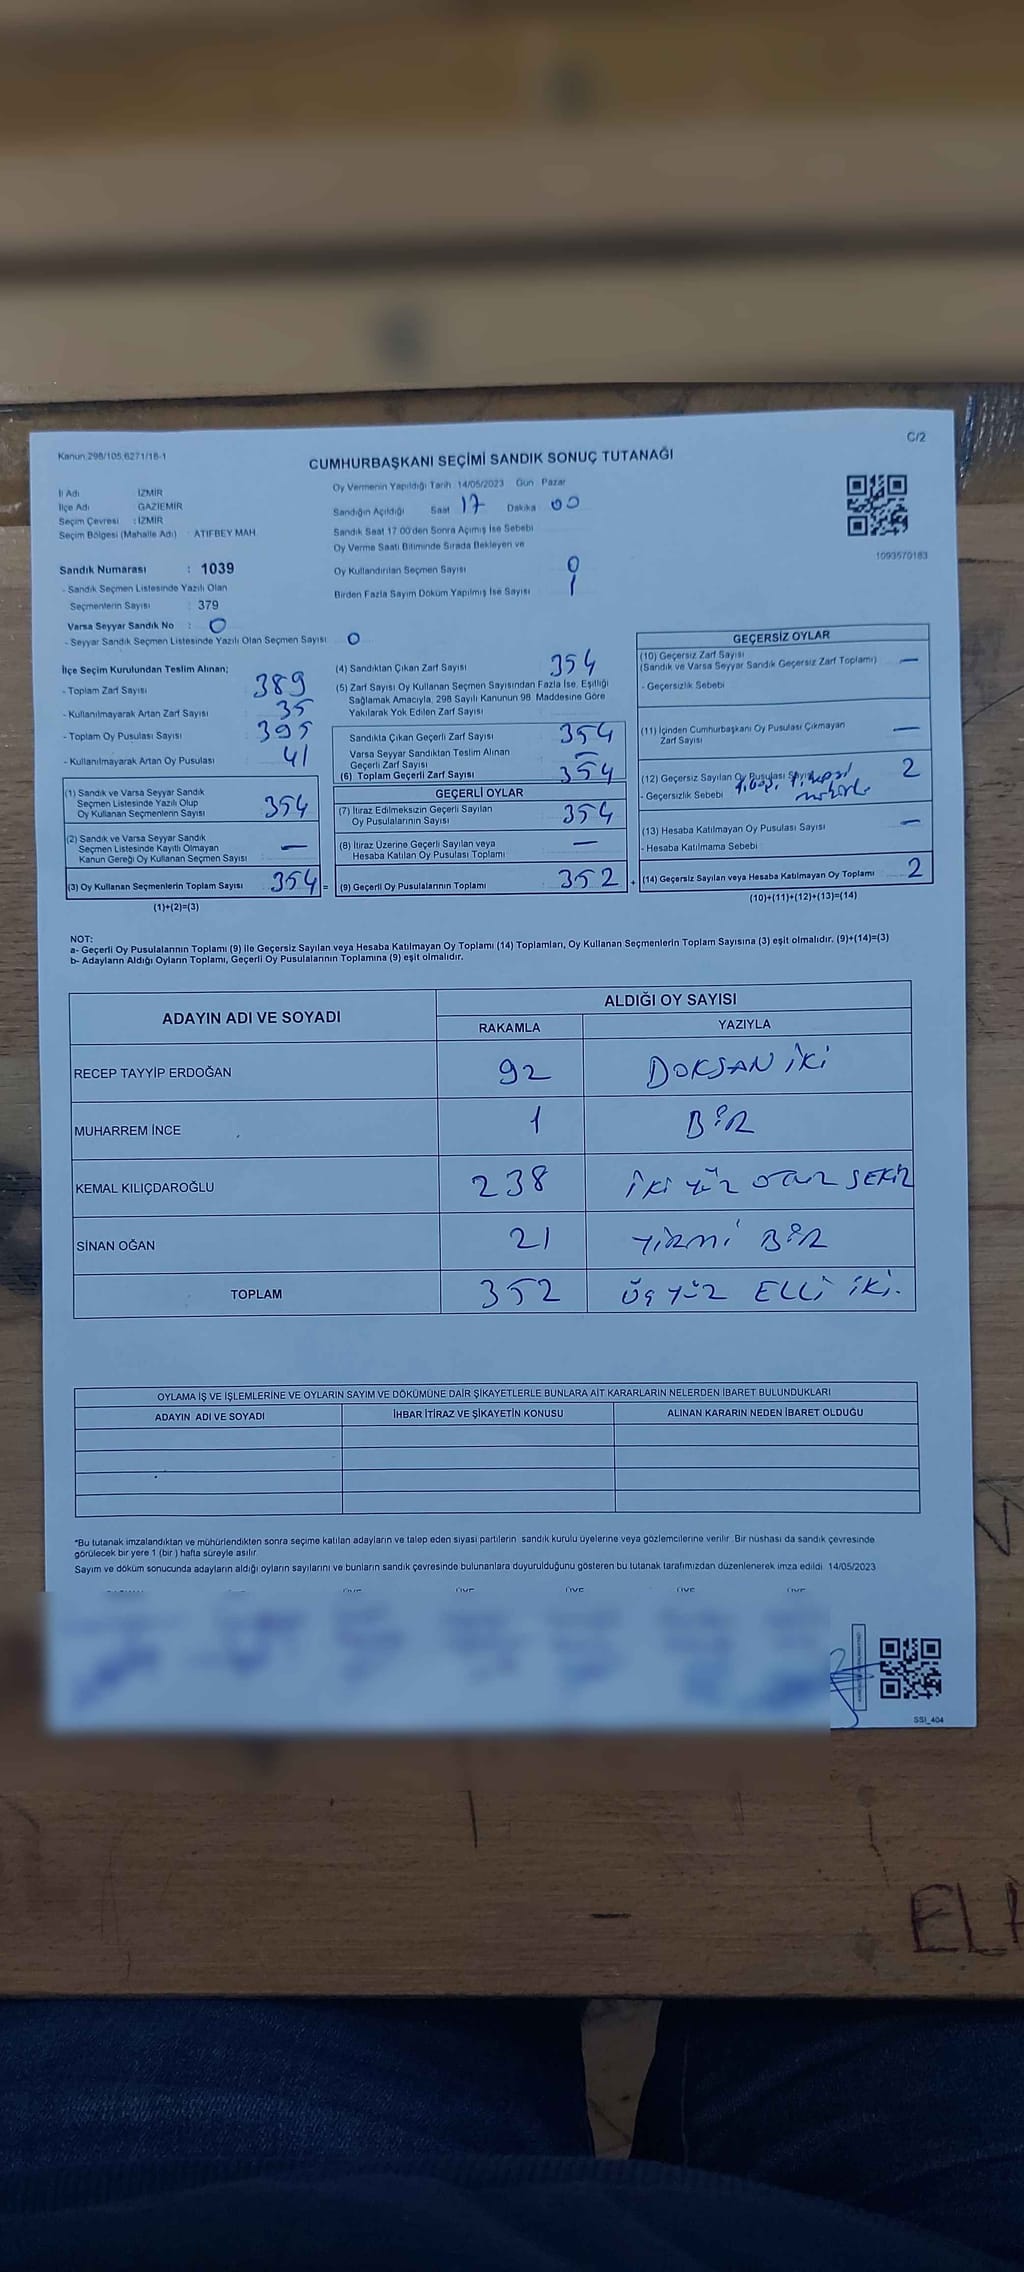 C/2
Kanun,298/105,6271/18-1
CUMHURBAŞKANI SEÇİMİ SANDIK SONUÇ TUTANAĞI
İl Adı : İZMİR
İlçe Adı GAZİEMİR
Seçim Çevresi : İZMİR
Seçim Bölgesi (Mahalle Adı) : ATIFBEY MAH.
Oy Vermenin Yapıldığı Tarih 14/05/2023 Gün Pazar
Sandığın Açıldığı Saat 17 Dakika 00
Sandık Saat 17.00'den Sonra Açımış İse Sebebi
Oy Verme Saati Bitiminde Sırada Bekleyen ve
Oy Kullandırılan Seçmen Sayısı 0
Birden Fazla Sayım Döküm Yapılmış İse Sayısı 1
1093570183
Sandık Numarası : 1039
- Sandık Seçmen Listesinde Yazılı Olan
Seçmenlerin Sayısı : 379
Varsa Seyyar Sandık No : 0
- Seyyar Sandık Seçmen Listesinde Yazılı Olan Seçmen Sayısı 0
İlçe Seçim Kurulundan Teslim Alınan;
- Toplam Zarf Sayısı 389
- Kullanılmayarak Artan Zarf Sayısı 35
- Toplam Oy Pusulası Sayısı 395
- Kullanılmayarak Artan Oy Pusulası 41
(1) Sandık ve Varsa Seyyar Sandık
Seçmen Listesinde Yazılı Olup
Oy Kullanan Seçmenlerin Sayısı 354
(2) Sandık ve Varsa Seyyar Sandık
Seçmen Listesinde Kayıtlı Olmayan
Kanun Gereği Oy Kullanan Seçmen Sayısı —
(3) Oy Kullanan Seçmenlerin Toplam Sayısı 354 =
(1)+(2)=(3)
(4) Sandıktan Çıkan Zarf Sayısı 354
(5) Zarf Sayısı Oy Kullanan Seçmen Sayısından Fazla İse, Eşitliği
Sağlamak Amacıyla, 298 Sayılı Kanunun 98. Maddesine Göre
Yakılarak Yok Edilen Zarf Sayısı
Sandıkta Çıkan Geçerli Zarf Sayısı 354
Varsa Seyyar Sandıktan Teslim Alınan
Geçerli Zarf Sayısı —
(6) Toplam Geçerli Zarf Sayısı 354
GEÇERLİ OYLAR
(7) İtiraz Edilmeksizin Geçerli Sayılan
Oy Pusulalarının Sayısı 354
(8) İtiraz Üzerine Geçerli Sayılan veya
Hesaba Katılan Oy Pusulası Toplamı —
(9) Geçerli Oy Pusulalarının Toplamı 352 +
GEÇERSİZ OYLAR
(10) Geçersiz Zarf Sayısı
(Sandık ve Varsa Seyyar Sandık Geçersiz Zarf Toplamı) —
- Geçersizlik Sebebi
(11) İçinden Cumhurbaşkanı Oy Pusulası Çıkmayan
Zarf Sayısı —
(12) Geçersiz Sayılan Oy Pusulası Sayısı 2
- Geçersizlik Sebebi
(13) Hesaba Katılmayan Oy Pusulası Sayısı —
- Hesaba Katılmama Sebebi
(14) Geçersiz Sayılan veya Hesaba Katılmayan Oy Toplamı 2
(10)+(11)+(12)+(13)=(14)
NOT:
a- Geçerli Oy Pusulalarının Toplamı (9) ile Geçersiz Sayılan veya Hesaba Katılmayan Oy Toplamı (14) Toplamları, Oy Kullanan Seçmenlerin Toplam Sayısına (3) eşit olmalıdır. (9)+(14)=(3)
b- Adayların Aldığı Oyların Toplamı, Geçerli Oy Pusulalarının Toplamına (9) eşit olmalıdır.
ADAYIN ADI VE SOYADI ALDIĞI OY SAYISI
RAKAMLA YAZIYLA
RECEP TAYYİP ERDOĞAN 92 DOKSAN İKİ
MUHARREM İNCE 1 BİR
KEMAL KILIÇDAROĞLU 238 İKİ YÜZ OTUZ SEKİZ
SİNAN OĞAN 21 YİRMİ BİR
TOPLAM 352 ÜÇ YÜZ ELLİ İKİ.
OYLAMA İŞ VE İŞLEMLERİNE VE OYLARIN SAYIM VE DÖKÜMÜNE DAİR ŞİKAYETLERLE BUNLARA AİT KARARLARIN NELERDEN İBARET BULUNDUKLARI
ADAYIN ADI VE SOYADI İHBAR İTİRAZ VE ŞİKAYETİN KONUSU ALINAN KARARIN NEDEN İBARET OLDUĞU
*Bu tutanak imzalandıktan ve mühürlendikten sonra seçime katılan adayların ve talep eden siyasi partilerin sandık kurulu üyelerine veya gözlemcilerine verilir. Bir nüshası da sandık çevresinde
görülecek bir yere 1 (bir ) hafta süreyle asılır.
Sayım ve döküm sonucunda adayların aldığı oyların sayılarını ve bunların sandık çevresinde bulunanlara duyurulduğunu gösteren bu tutanak tarafımızdan düzenlenerek imza edildi. 14/05/2023
SSİ_404